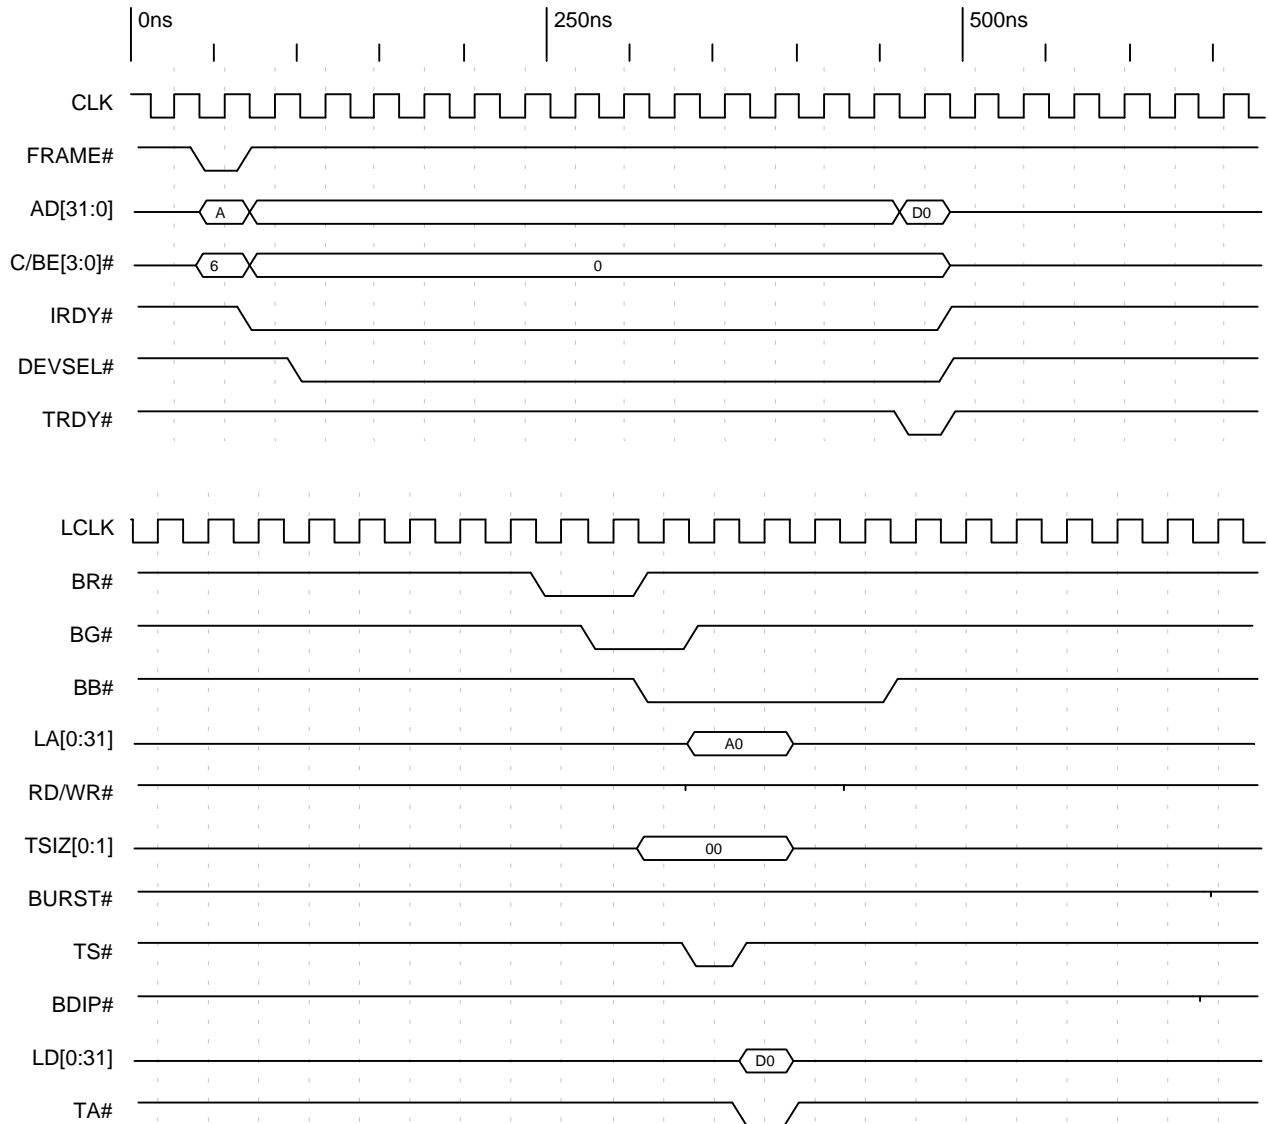 0ns 250ns 500ns
CLK
FRAME#
AD[31:0] A D0
C/BE[3:0]# 6 0
IRDY#
DEVSEL#
TRDY#
LCLK
BR#
BG#
BB#
LA[0:31] A0
RD/WR#
TSIZ[0:1] 00
BURST#
TS#
BDIP#
LD[0:31] D0
TA#